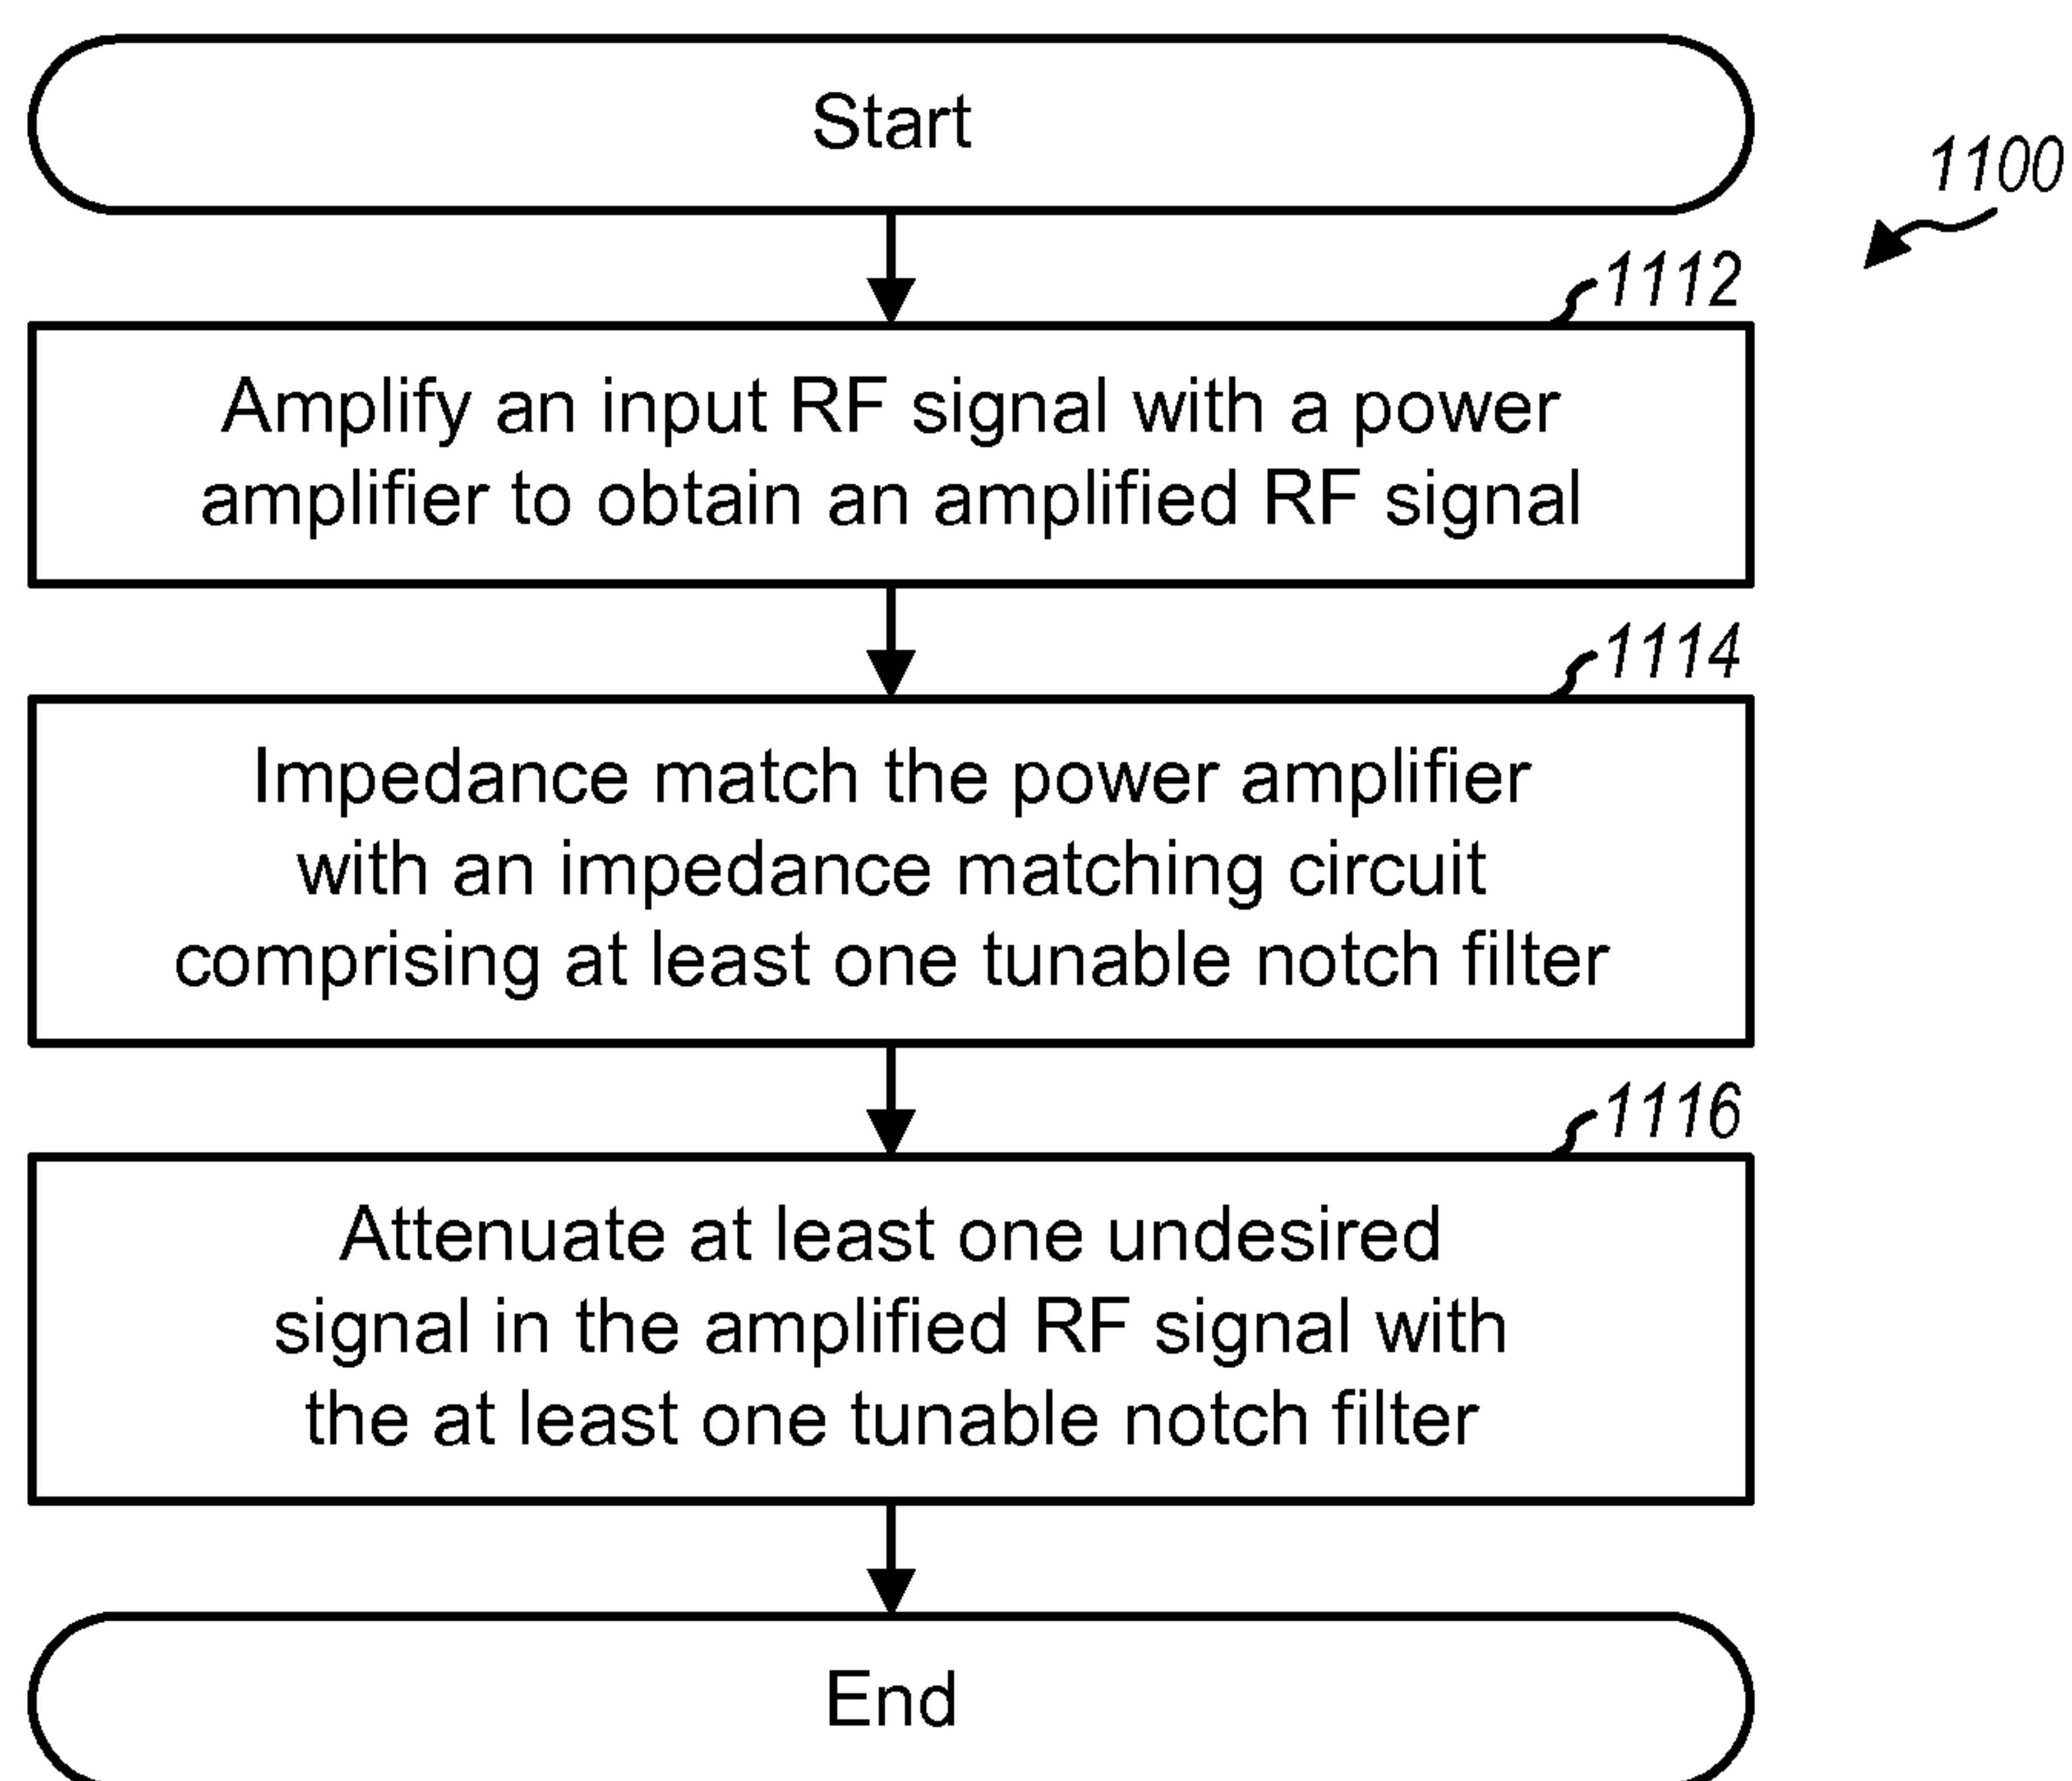 Start
1100
1112
Amplify an input RF signal with a power
amplifier to obtain an amplified RF signal
1114
Impedance match the power amplifier
with an impedance matching circuit
comprising at least one tunable notch filter
1116
Attenuate at least one undesired
signal in the amplified RF signal with
the at least one tunable notch filter
End